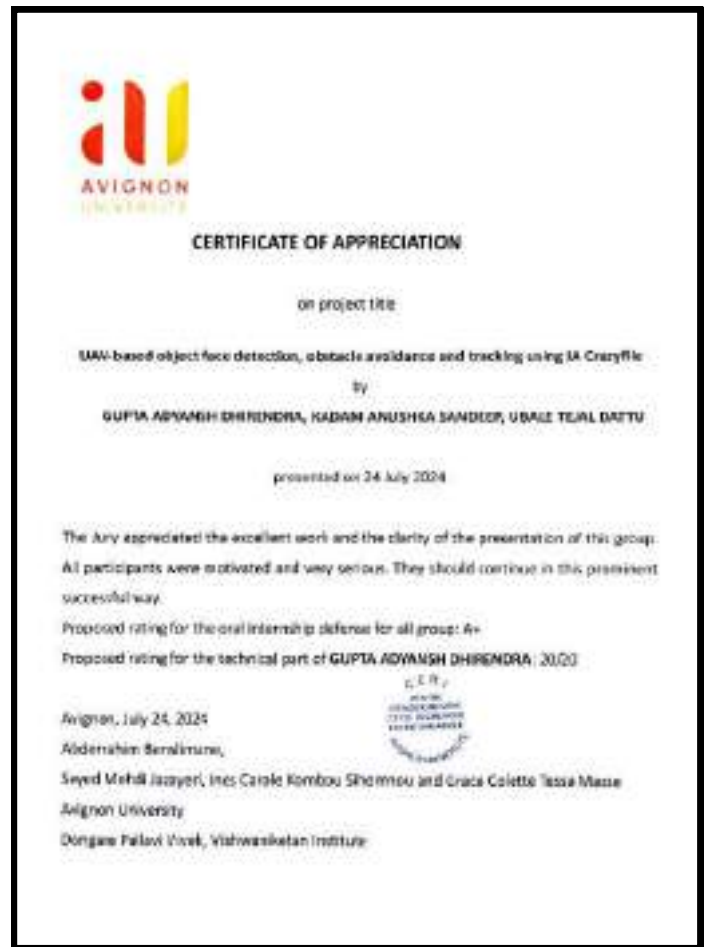 AVIGNON
UNIVERSITÉ
CERTIFICATE OF APPRECIATION
on project title
UAV-based object face detection, obstacle avoidance and tracking using IA Crazyflie
by
GUPTA ADYANSH DHIRENDRA, KADAM ANUSHKA SANDEEP, UBALE TEJAL DATTU
presented on 24 July 2024
The Jury appreciated the excellent work and the clarity of the presentation of this group.
All participants were motivated and very serious. They should continue in this prominent
successful way.
Proposed rating for the oral internship defense for all group: A+
Proposed rating for the technical part of GUPTA ADYANSH DHIRENDRA: 20/20
Avignon, July 24, 2024
Abderrahim Benslimane,
Seyed Mehdi Jazayeri, Ines Carole Kombou Sihomnou and Grace Colette Tessa Masse
Avignon University
Dongare Pallavi Vivek, Vishwaniketan Institute